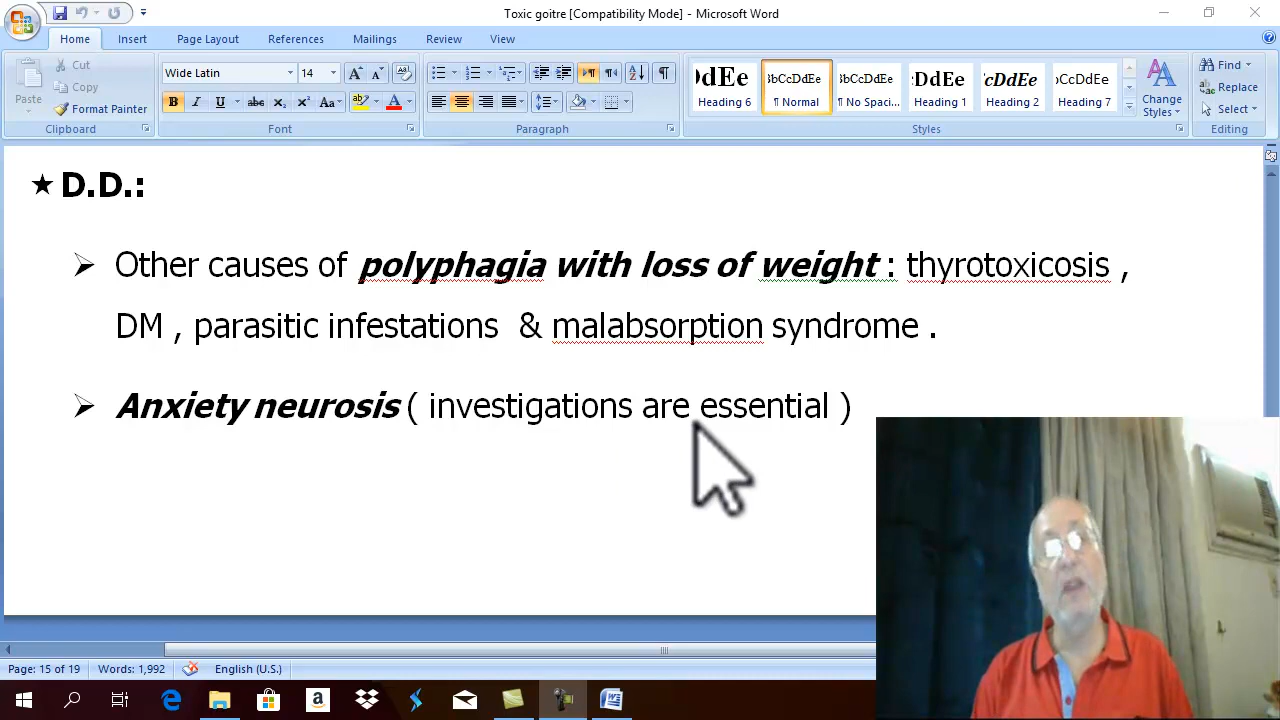 Toxic goitre [Compatibility Mode] - Microsoft Word
Home Insert Page Layout References Mailings Review View
Paste
Cut
Copy
Format Painter
Clipboard
Wide Latin 14
Font
Paragraph
Heading 6
¶ Normal
¶ No Spaci...
Heading 1
Heading 2
Heading 7
Change Styles
Styles
Find
Replace
Select
Editing
★ D.D.:
➢ Other causes of polyphagia with loss of weight : thyrotoxicosis ,
DM , parasitic infestations & malabsorption syndrome .
➢ Anxiety neurosis ( investigations are essential )
Page: 15 of 19 Words: 1,992 English (U.S.)